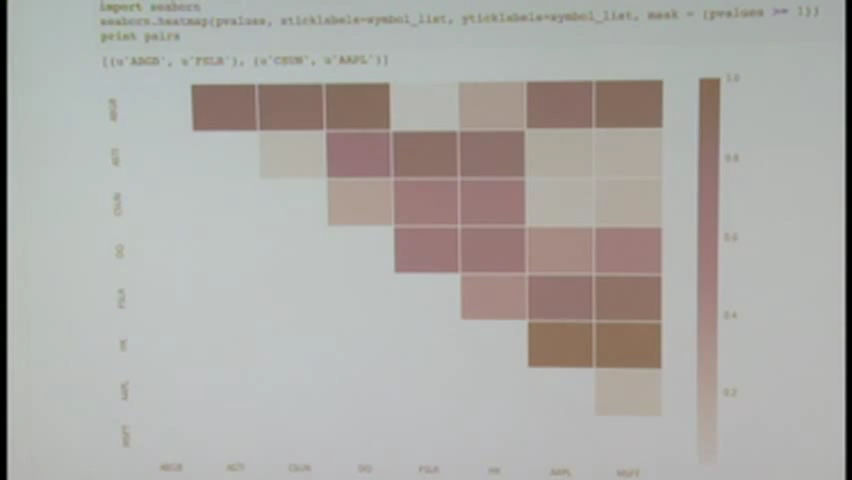 import seaborn
seaborn.heatmap(pvalues, xticklabels=symbol_list, yticklabels=symbol_list, mask = (pvalues >= 1))
print pairs
[(u'ABGB', u'FSLR'), (u'CSUN', u'AAPL')]
1.0
ABGB
0.8
ASTI
CSUN
0.6
DQ
FSLR
0.4
AAPL
0.2
MSFT
ABGB ASTI CSUN DQ FSLR AAPL MSFT